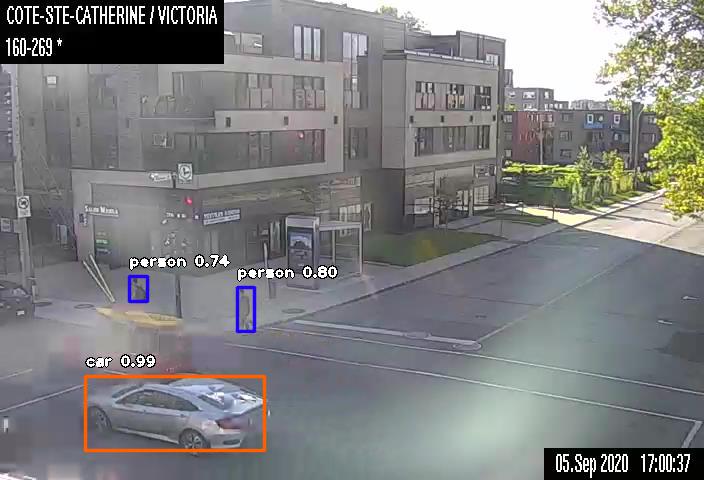 COTE-STE-CATHERINE / VICTORIA
160-269 *
person 0.74
person 0.80
car 0.99
05.Sep 2020 17:00:37